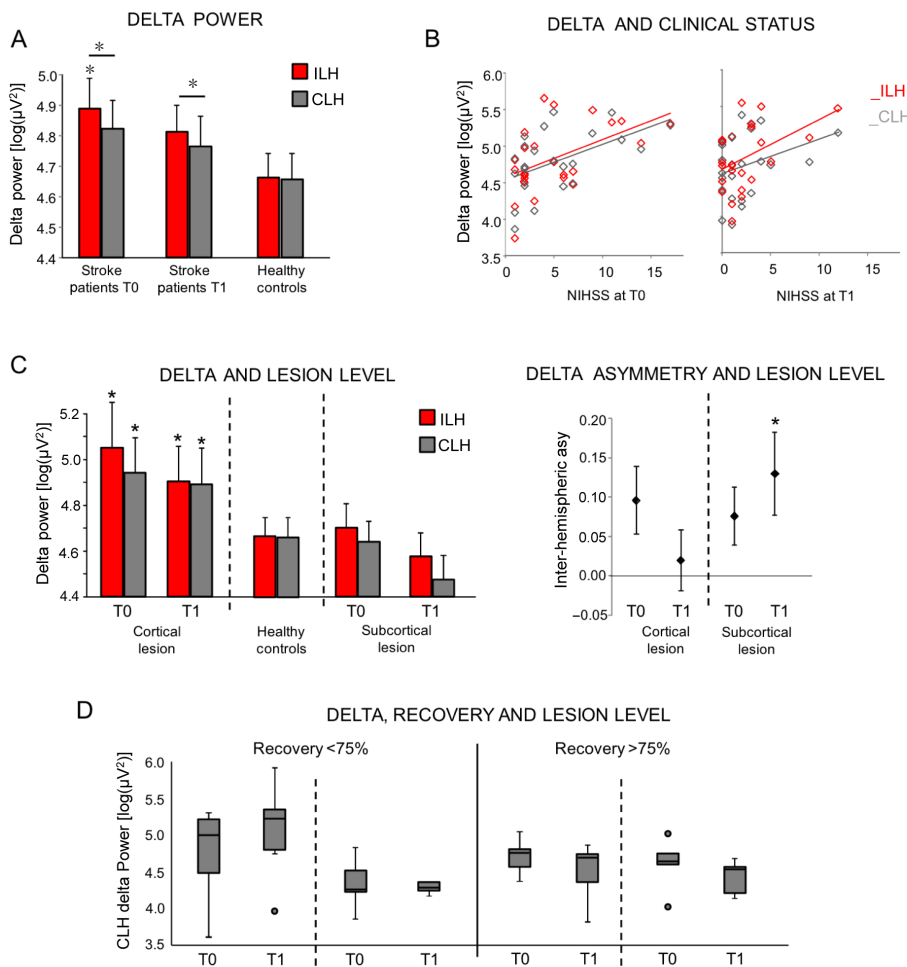 DELTA POWER
A
ILH
CLH
Delta power [log(µV²)]
5.0
4.9
4.8
4.7
4.6
4.5
4.4
*
*
*
Stroke patients T0
Stroke patients T1
Healthy controls
DELTA AND CLINICAL STATUS
B
_ILH
_CLH
Delta power [log(µV²)]
6.0
5.5
5.0
4.5
4.0
3.5
0 5 10 15
NIHSS at T0
0 5 10 15
NIHSS at T1
C
DELTA AND LESION LEVEL
ILH
CLH
Delta power [log(µV²)]
5.2
5.0
4.8
4.6
4.4
* * * *
T0 T1
Cortical lesion
Healthy controls
T0 T1
Subcortical lesion
DELTA ASYMMETRY AND LESION LEVEL
Inter-hemispheric asy
0.20
0.15
0.10
0.05
0.00
−0.05
*
T0 T1 T0 T1
Cortical lesion
Subcortical lesion
D
DELTA, RECOVERY AND LESION LEVEL
Recovery <75%
Recovery >75%
CLH delta Power [log(µV²)]
6.0
5.5
5.0
4.5
4.0
3.5
T0 T1 T0 T1 T0 T1 T0 T1